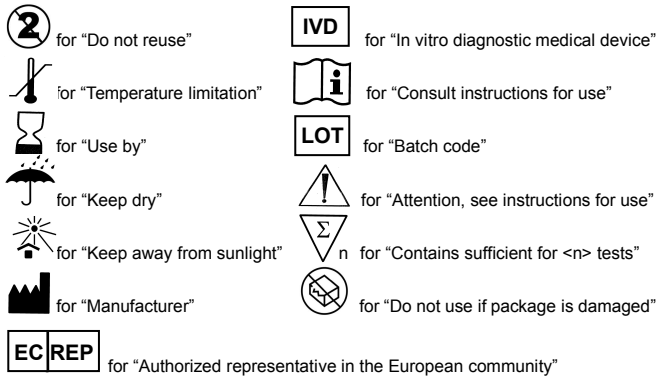 2 for “Do not reuse” IVD for “In vitro diagnostic medical device”
for “Temperature limitation” i for “Consult instructions for use”
for “Use by” LOT for “Batch code”
for “Keep dry” ! for “Attention, see instructions for use”
for “Keep away from sunlight” Σ n for “Contains sufficient for <n> tests”
for “Manufacturer” for “Do not use if package is damaged”
EC REP for “Authorized representative in the European community”